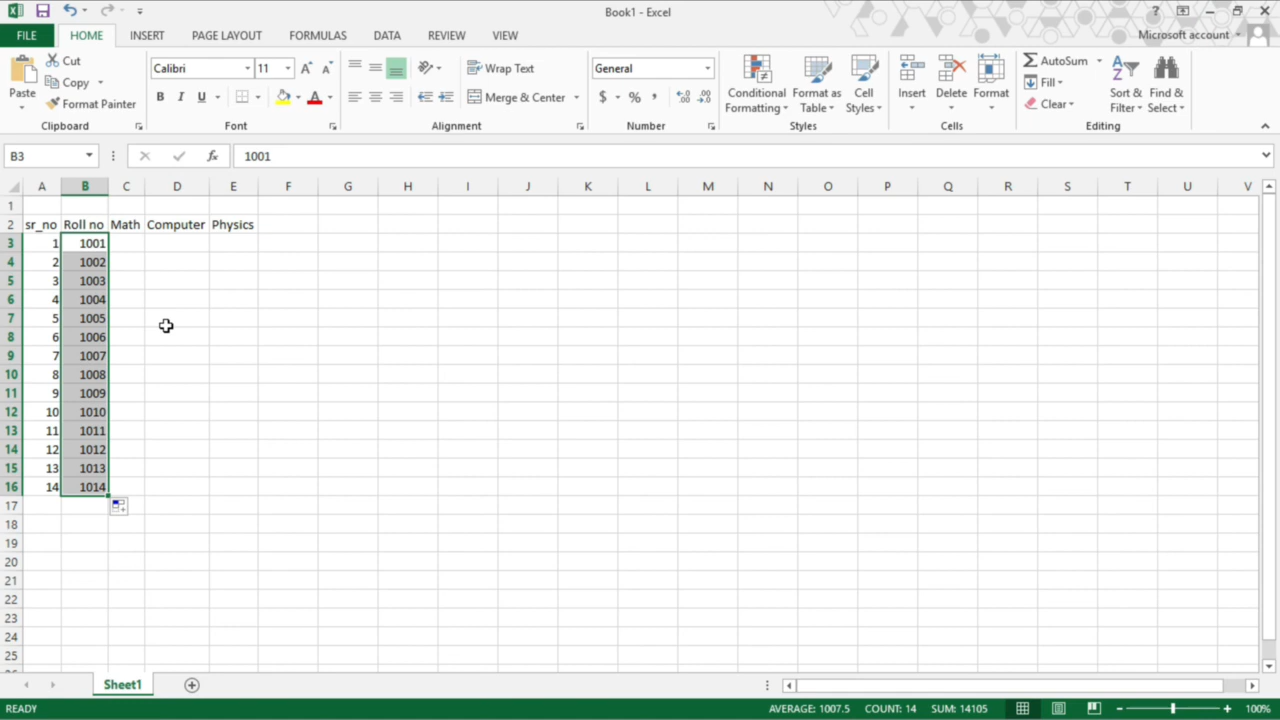 Book1 - Excel
?
FILE HOME INSERT PAGE LAYOUT FORMULAS DATA REVIEW VIEW Microsoft account
Paste Cut Copy Format Painter
Calibri 11 A A
B I U A
Wrap Text
Merge & Center
General
$ % , .0 .00 .00 .0
Conditional Formatting
Format as Table
Cell Styles
Insert Delete Format
AutoSum
Fill
Clear
Sort & Filter
Find & Select
Clipboard Font Alignment Number Styles Cells Editing
B3 fx 1001
A B C D E F G H I J K L M N O P Q R S T U V
1
2 sr_no Roll no Math Computer Physics
3 1 1001
4 2 1002
5 3 1003
6 4 1004
7 5 1005
8 6 1006
9 7 1007
10 8 1008
11 9 1009
12 10 1010
13 11 1011
14 12 1012
15 13 1013
16 14 1014
17
18
19
20
21
22
23
24
25
Sheet1
READY AVERAGE: 1007.5 COUNT: 14 SUM: 14105 100%